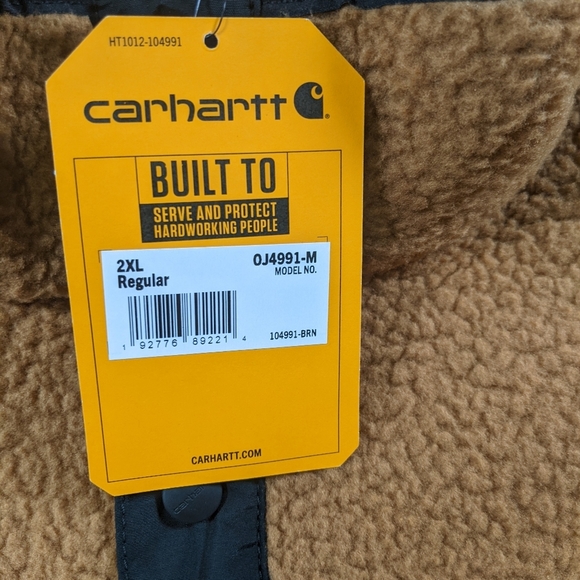 HT1012-104991
carhartt
BUILT TO
SERVE AND PROTECT
HARDWORKING PEOPLE
2XL OJ4991-M
Regular MODEL NO.
1 92776 89221 4
104991-BRN
CARHARTT.COM